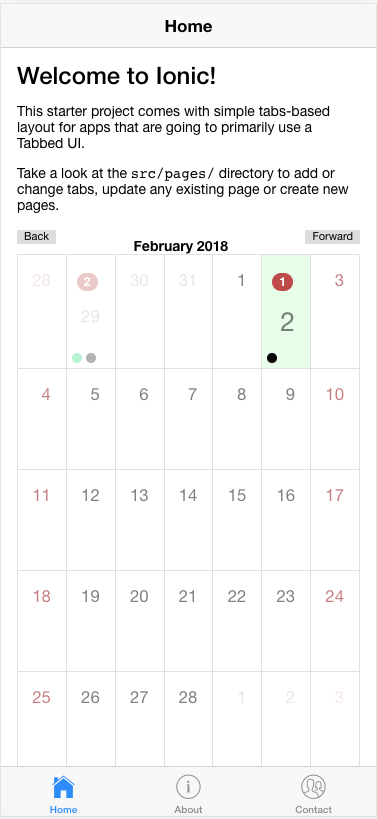 Home
Welcome to Ionic!
This starter project comes with simple tabs-based
layout for apps that are going to primarily use a
Tabbed UI.
Take a look at the src/pages/ directory to add or
change tabs, update any existing page or create new
pages.
Back Forward
February 2018
28 2 30 31 1 1 3
29 2
4 5 6 7 8 9 10
11 12 13 14 15 16 17
18 19 20 21 22 23 24
25 26 27 28 1 2 3
Home About Contact